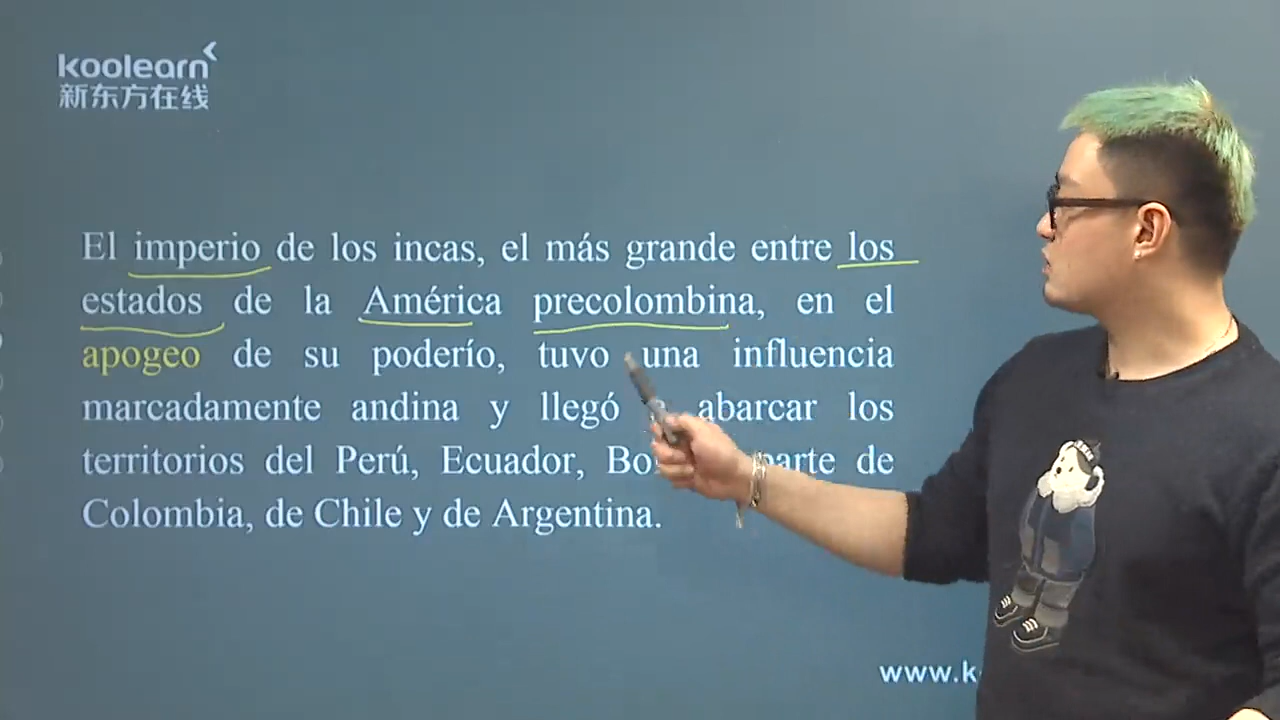 koolearn
新东方在线
El imperio de los incas, el más grande entre los
estados de la América precolombina, en el
apogeo de su poderío, tuvo una influencia
marcadamente andina y llegó abarcar los
territorios del Perú, Ecuador, parte de
Colombia, de Chile y de Argentina.